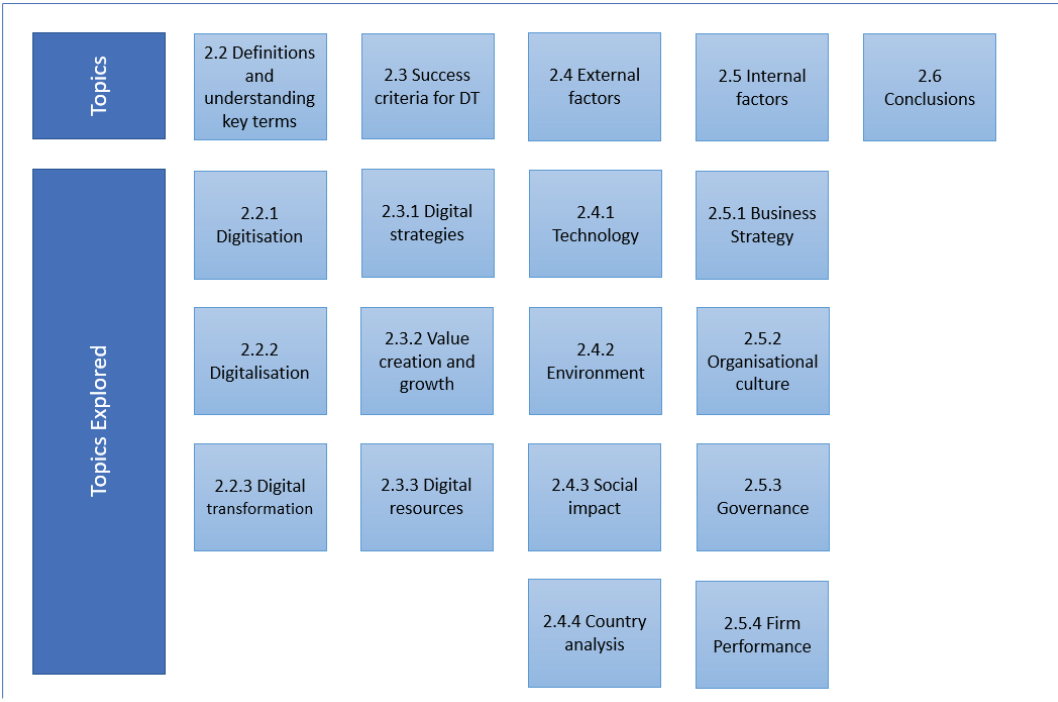 Topics
2.2 Definitions
and
understanding
key terms
2.3 Success
criteria for DT
2.4 External
factors
2.5 Internal
factors
2.6
Conclusions
Topics Explored
2.2.1
Digitisation
2.3.1 Digital
strategies
2.4.1
Technology
2.5.1 Business
Strategy
2.2.2
Digitalisation
2.3.2 Value
creation and
growth
2.4.2
Environment
2.5.2
Organisational
culture
2.2.3 Digital
transformation
2.3.3 Digital
resources
2.4.3 Social
impact
2.5.3
Governance
2.4.4 Country
analysis
2.5.4 Firm
Performance